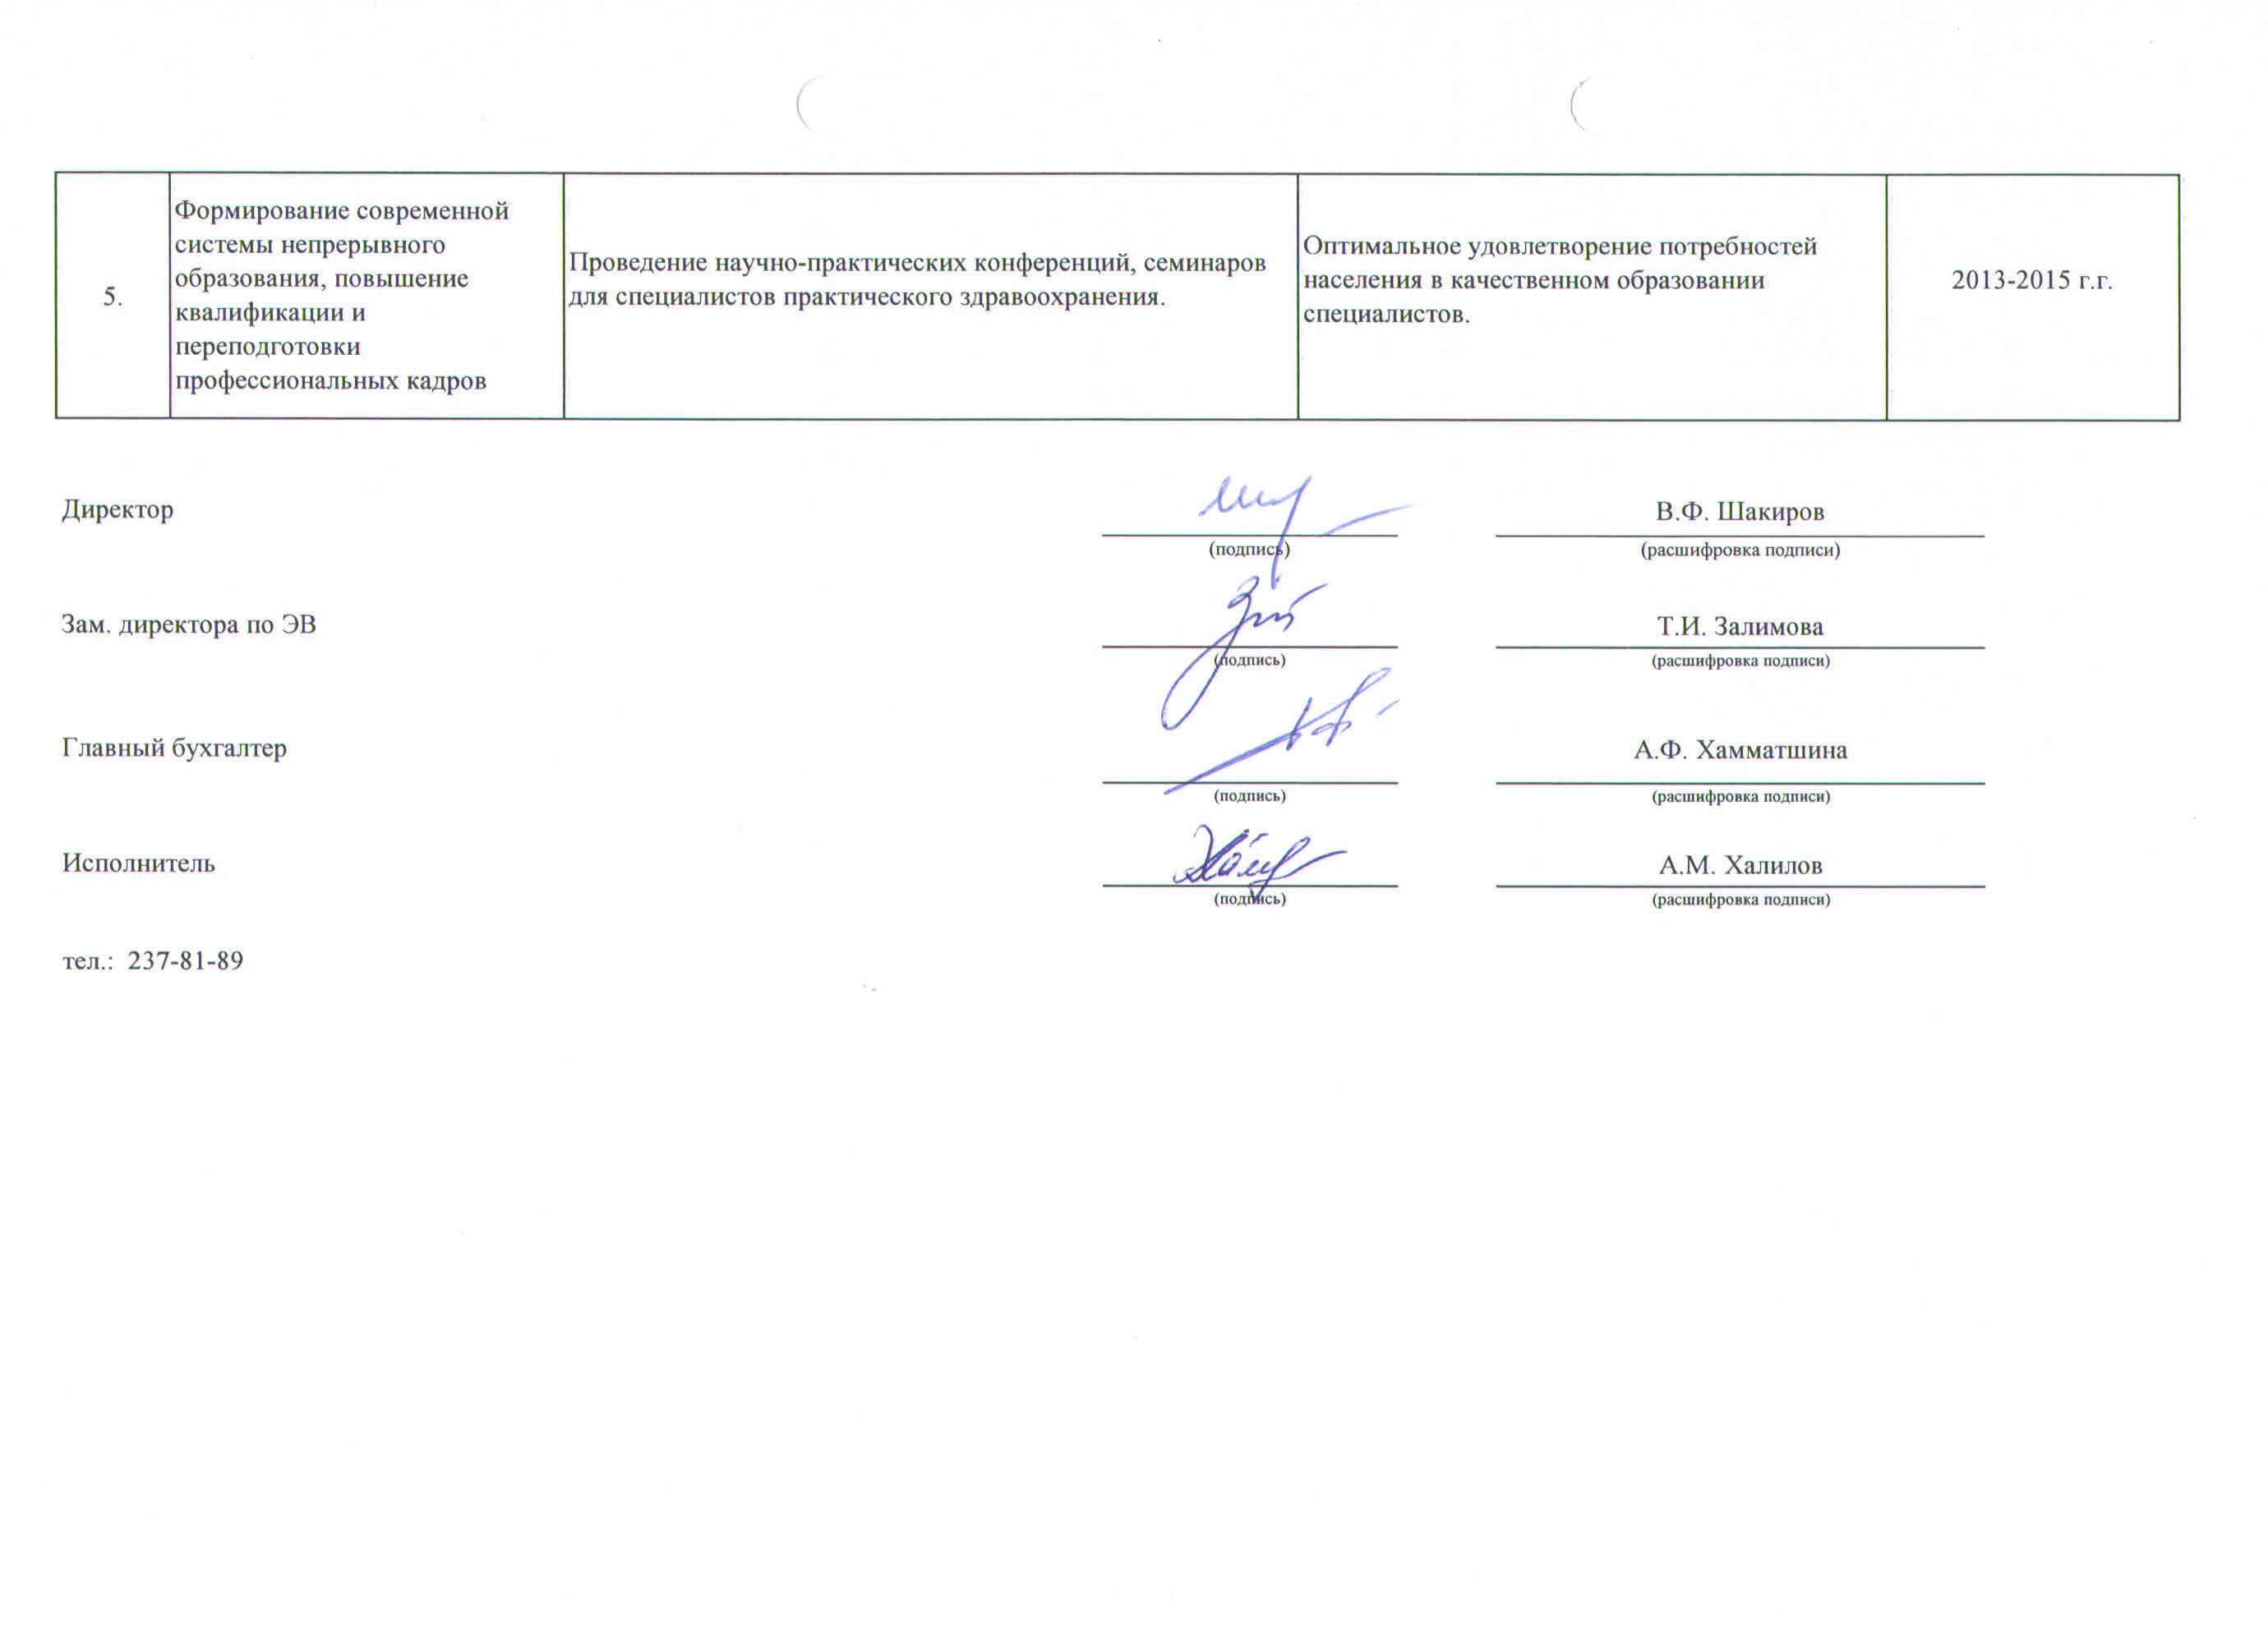 5.
Формирование современной
системы непрерывного
образования, повышение
квалификации и
переподготовки
профессиональных кадров
Проведение научно-практических конференций, семинаров
для специалистов практического здравоохранения.
Оптимальное удовлетворение потребностей
населения в качественном образовании
специалистов.
2013-2015 г.г.
Директор
В.Ф. Шакиров
(подпись)
(расшифровка подписи)
Зам. директора по ЭВ
Т.И. Залимова
(подпись)
(расшифровка подписи)
Главный бухгалтер
А.Ф. Хамматшина
(подпись)
(расшифровка подписи)
Исполнитель
А.М. Халилов
(подпись)
(расшифровка подписи)
тел.: 237-81-89